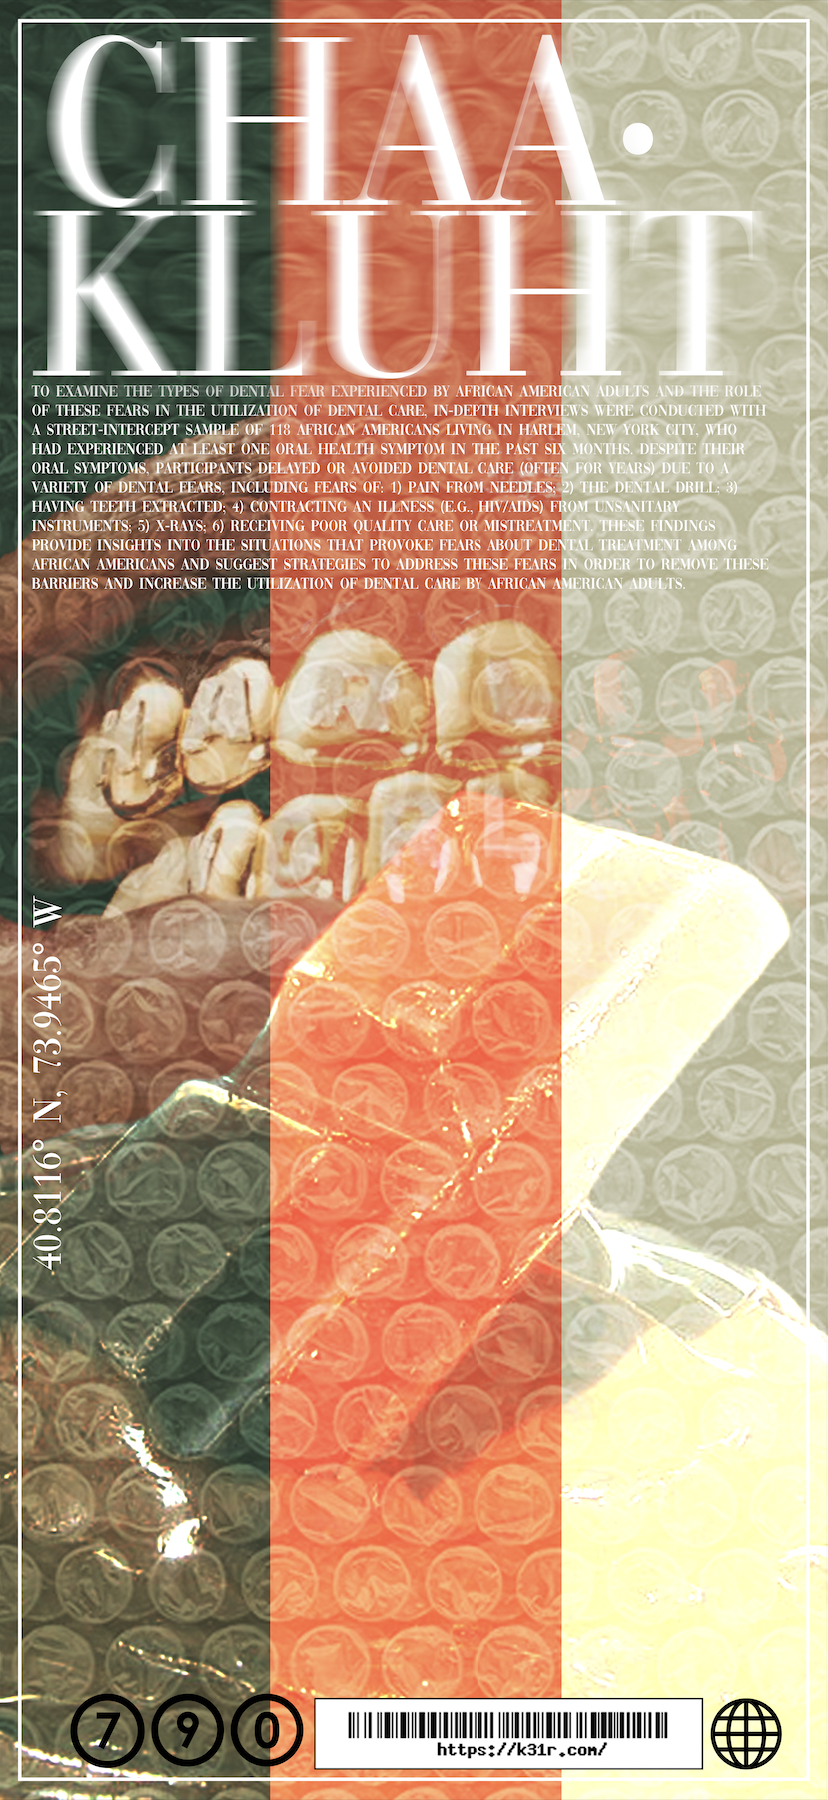 CHAA·
KLUHT
TO EXAMINE THE TYPES OF DENTAL FEAR EXPERIENCED BY AFRICAN AMERICAN ADULTS AND THE ROLE
OF THESE FEARS IN THE UTILIZATION OF DENTAL CARE, IN-DEPTH INTERVIEWS WERE CONDUCTED WITH
A STREET-INTERCEPT SAMPLE OF 118 AFRICAN AMERICANS LIVING IN HARLEM, NEW YORK CITY, WHO
HAD EXPERIENCED AT LEAST ONE ORAL HEALTH SYMPTOM IN THE PAST SIX MONTHS. DESPITE THEIR
ORAL SYMPTOMS, PARTICIPANTS DELAYED OR AVOIDED DENTAL CARE (OFTEN FOR YEARS) DUE TO A
VARIETY OF DENTAL FEARS, INCLUDING FEARS OF: 1) PAIN FROM NEEDLES; 2) THE DENTAL DRILL; 3)
HAVING TEETH EXTRACTED; 4) CONTRACTING AN ILLNESS (E.G., HIV/AIDS) FROM UNSANITARY
INSTRUMENTS; 5) X-RAYS; 6) RECEIVING POOR QUALITY CARE OR MISTREATMENT. THESE FINDINGS
PROVIDE INSIGHTS INTO THE SITUATIONS THAT PROVOKE FEARS ABOUT DENTAL TREATMENT AMONG
AFRICAN AMERICANS AND SUGGEST STRATEGIES TO ADDRESS THESE FEARS IN ORDER TO REMOVE THESE
BARRIERS AND INCREASE THE UTILIZATION OF DENTAL CARE BY AFRICAN AMERICAN ADULTS.
40.8116° N, 73.9465° W
7 9 0
https://k31r.com/